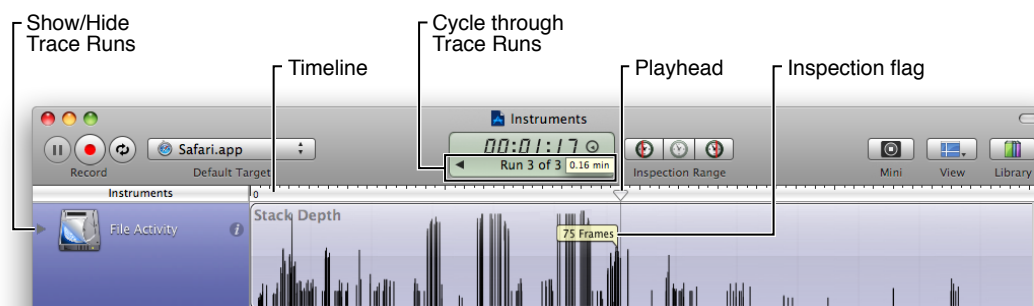 Show/Hide
Trace Runs
Cycle through
Trace Runs
Timeline
Playhead
Inspection flag
Instruments
Safari.app
00:01:17
Run 3 of 3
0.16 min
Record
Default Target
Inspection Range
Mini
View
Library
Instruments
0
File Activity
Stack Depth
75 Frames